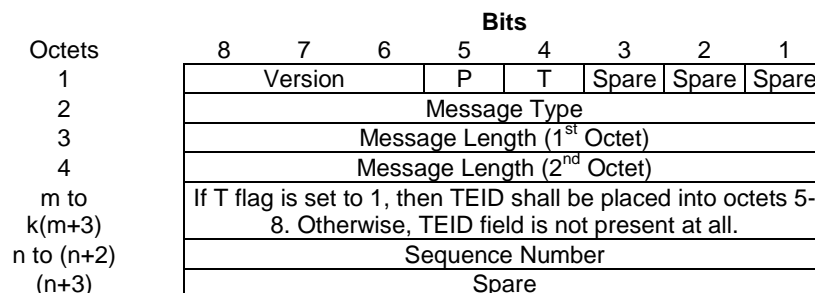 Bits
Octets 8 7 6 5 4 3 2 1
1 Version P T Spare Spare Spare
2 Message Type
3 Message Length (1st Octet)
4 Message Length (2nd Octet)
m to k(m+3) If T flag is set to 1, then TEID shall be placed into octets 5-
8. Otherwise, TEID field is not present at all.
n to (n+2) Sequence Number
(n+3) Spare